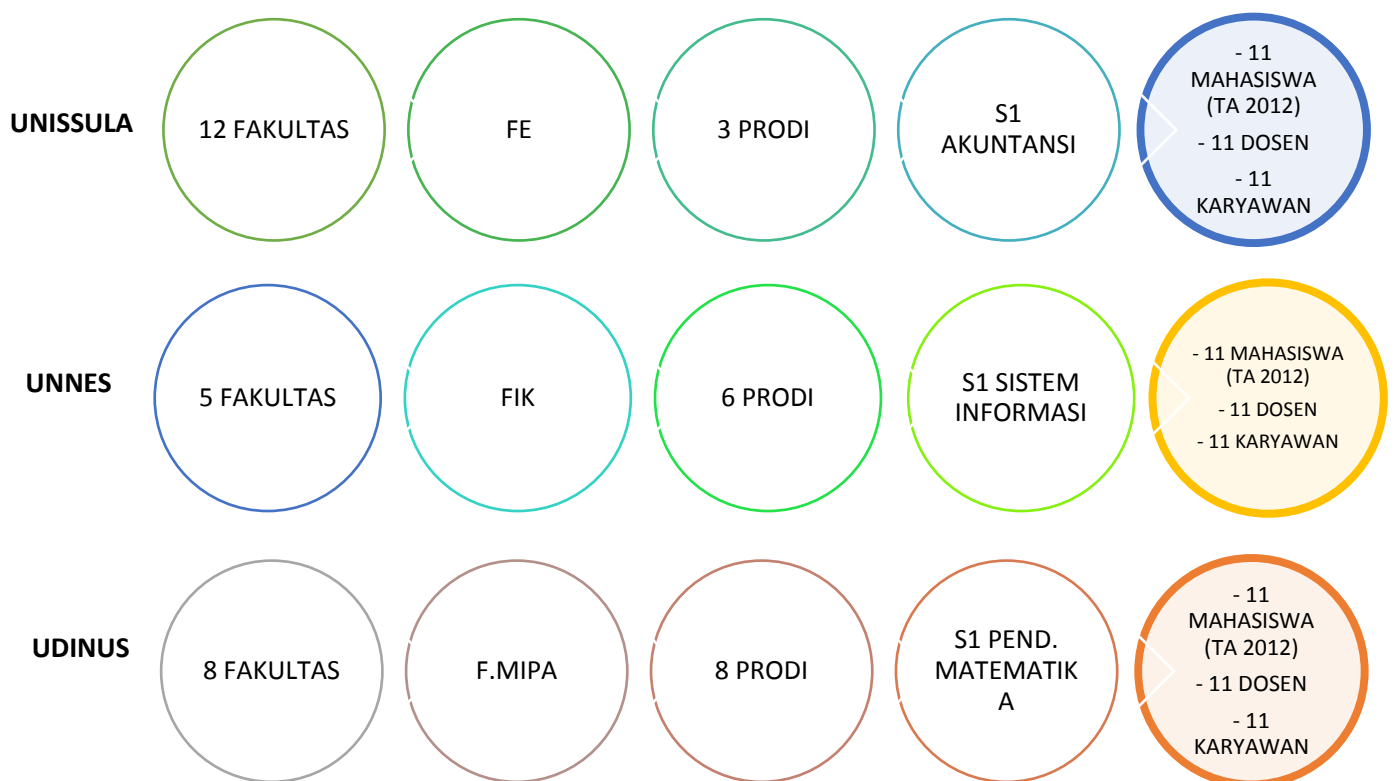 UNISSULA
12 FAKULTAS
FE
3 PRODI
S1
AKUNTANSI
- 11
MAHASISWA
(TA 2012)
- 11 DOSEN
- 11
KARYAWAN
UNNES
5 FAKULTAS
FIK
6 PRODI
S1 SISTEM
INFORMASI
- 11 MAHASISWA
(TA 2012)
- 11 DOSEN
- 11 KARYAWAN
UDINUS
8 FAKULTAS
F.MIPA
8 PRODI
S1 PEND.
MATEMATIK
A
- 11
MAHASISWA
(TA 2012)
- 11 DOSEN
- 11
KARYAWAN